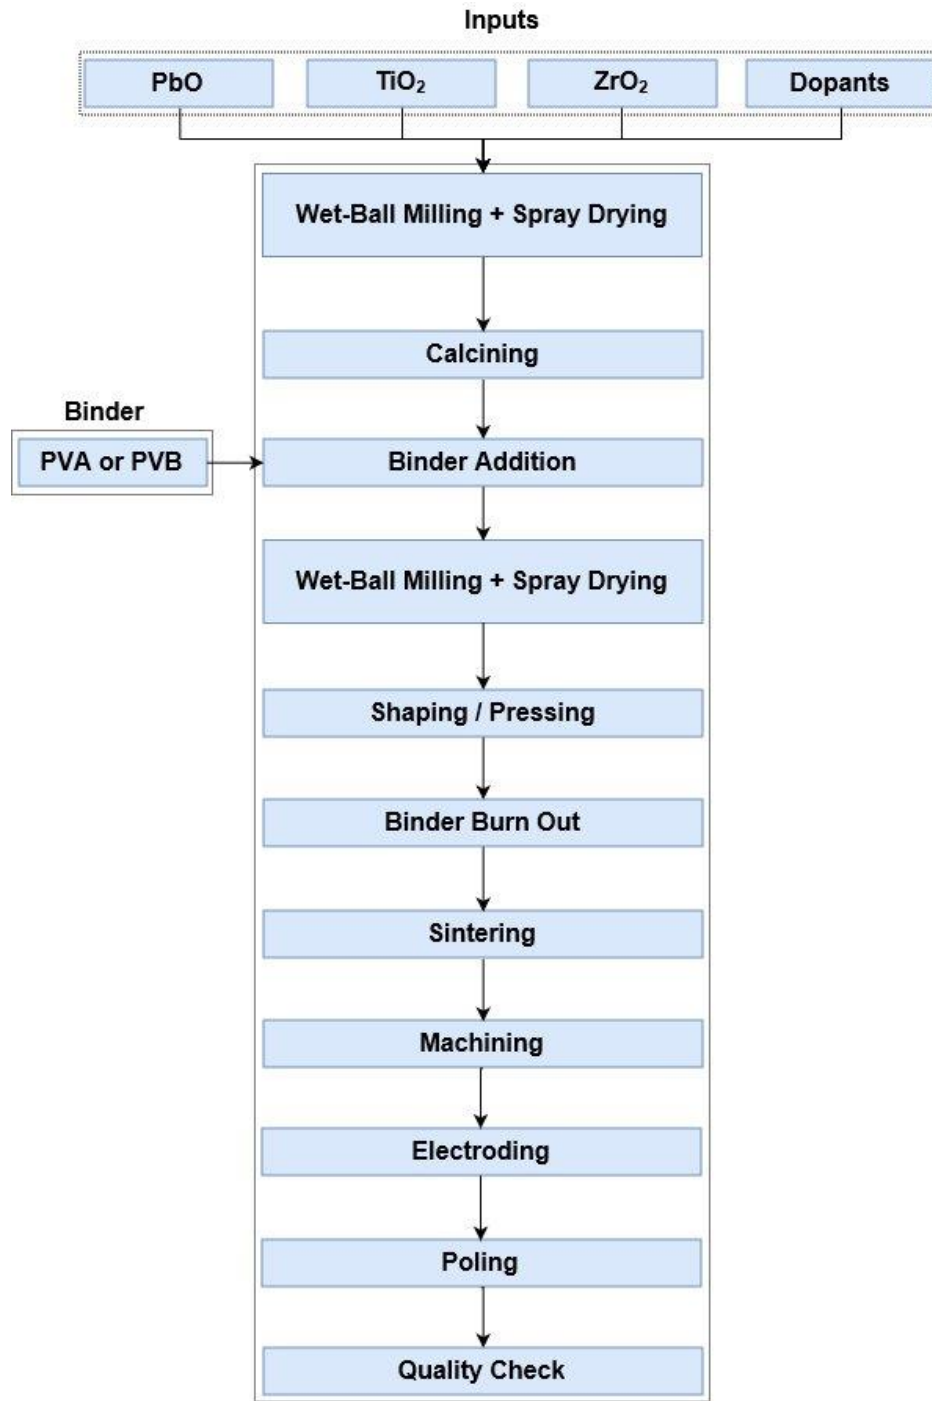 Inputs
PbO
TiO₂
ZrO₂
Dopants
Wet-Ball Milling + Spray Drying
Calcining
Binder
PVA or PVB
Binder Addition
Wet-Ball Milling + Spray Drying
Shaping / Pressing
Binder Burn Out
Sintering
Machining
Electroding
Poling
Quality Check